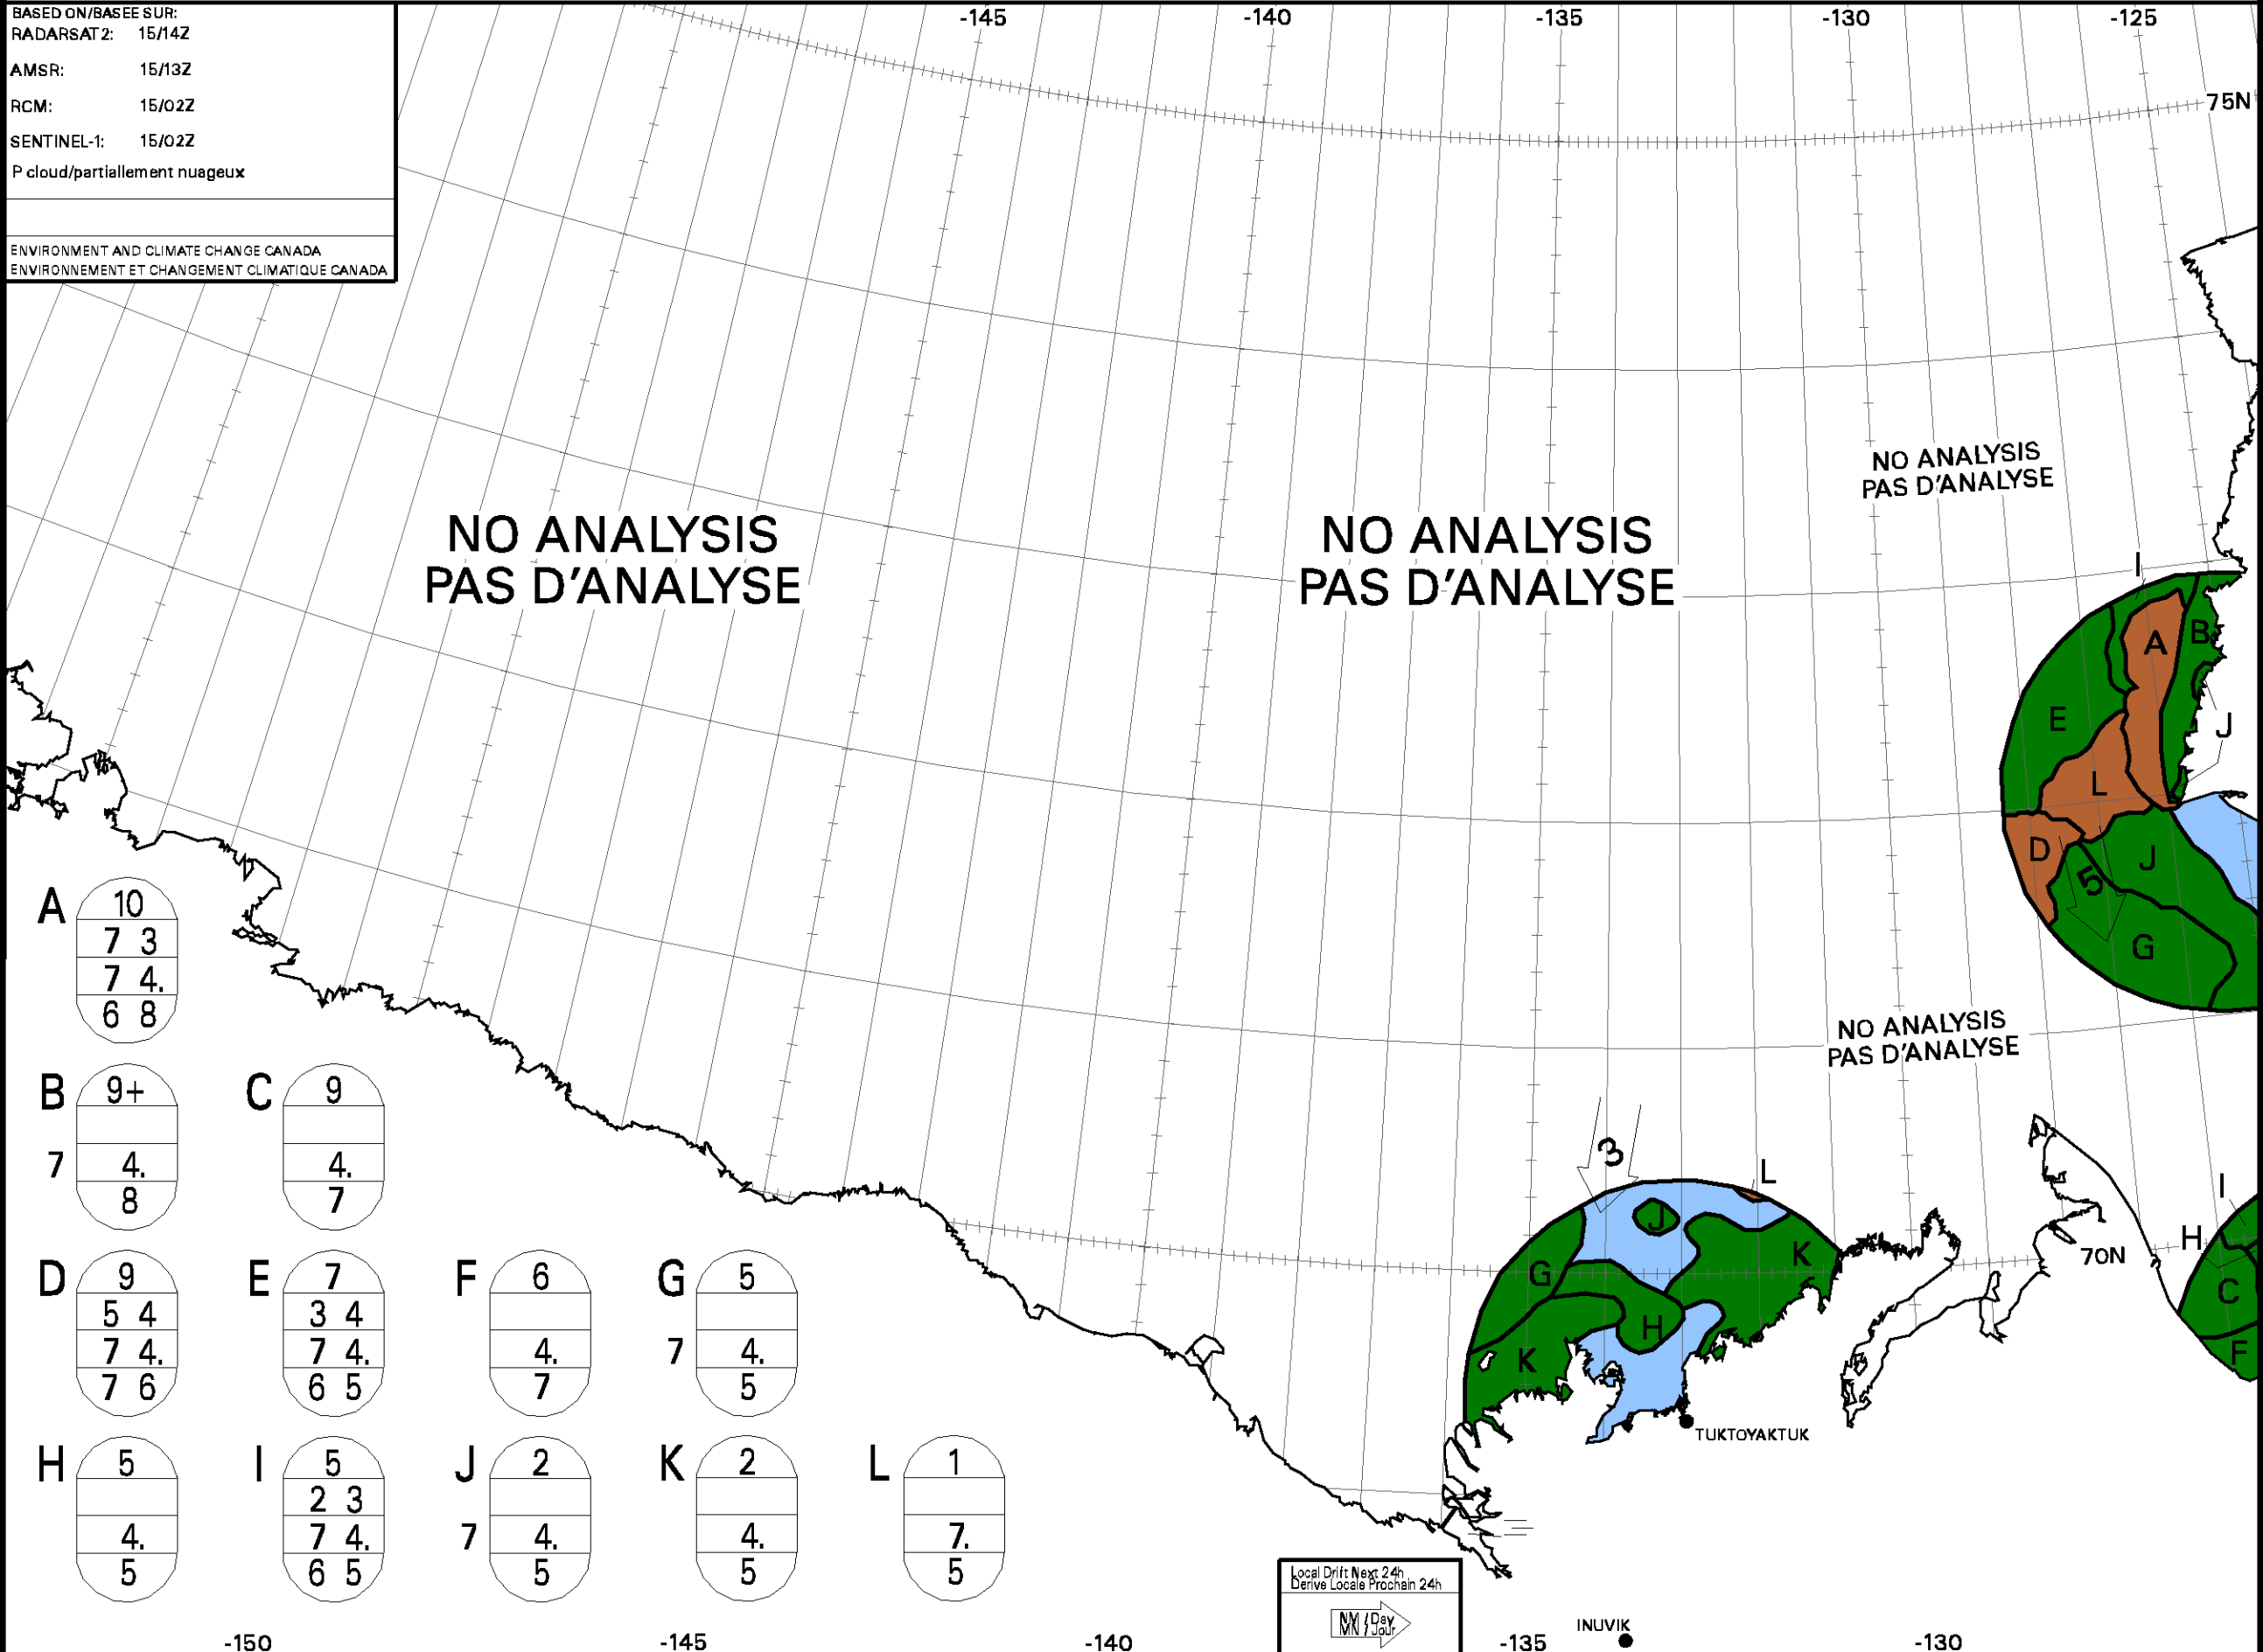 BASED ON/BASEE SUR:
RADARSAT 2: 15/14Z
AMSR: 15/13Z
RCM: 15/02Z
SENTINEL-1: 15/02Z
P cloud/partiallement nuageux
ENVIRONMENT AND CLIMATE CHANGE CANADA
ENVIRONNEMENT ET CHANGEMENT CLIMATIQUE CANADA
-145 -140 -135 -130 -125
75N
NO ANALYSIS
PAS D'ANALYSE
NO ANALYSIS
PAS D'ANALYSE
NO ANALYSIS
PAS D'ANALYSE
I
A
B
E
J
L
D
J
5
G
NO ANALYSIS
PAS D'ANALYSE
3
L
J
K
G
H
K
I
H
70N
C
F
TUKTOYAKTUK
A
10
7 3
7 4.
6 8
B
9+
7 4.
8
C
9
4.
7
D
9
5 4
7 4.
7 6
E
7
3 4
7 4.
6 5
F
6
4.
7
G
5
7 4.
5
H
5
4.
5
I
5
2 3
7 4.
6 5
J
2
7 4.
5
K
2
4.
5
L
1
7.
5
Local Drift Next 24h
Derive Locale Prochain 24h
NM / Day
MN / Jour
INUVIK
-150 -145 -140 -135 -130